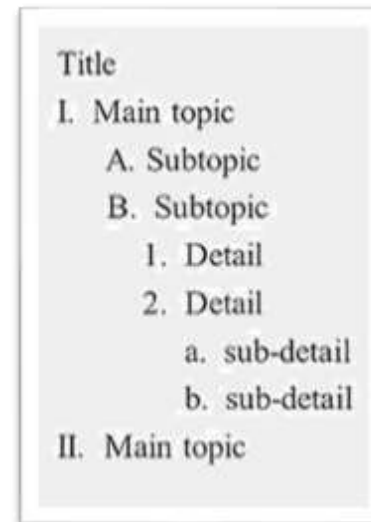 Title
I. Main topic
A. Subtopic
B. Subtopic
1. Detail
2. Detail
a. sub-detail
b. sub-detail
II. Main topic